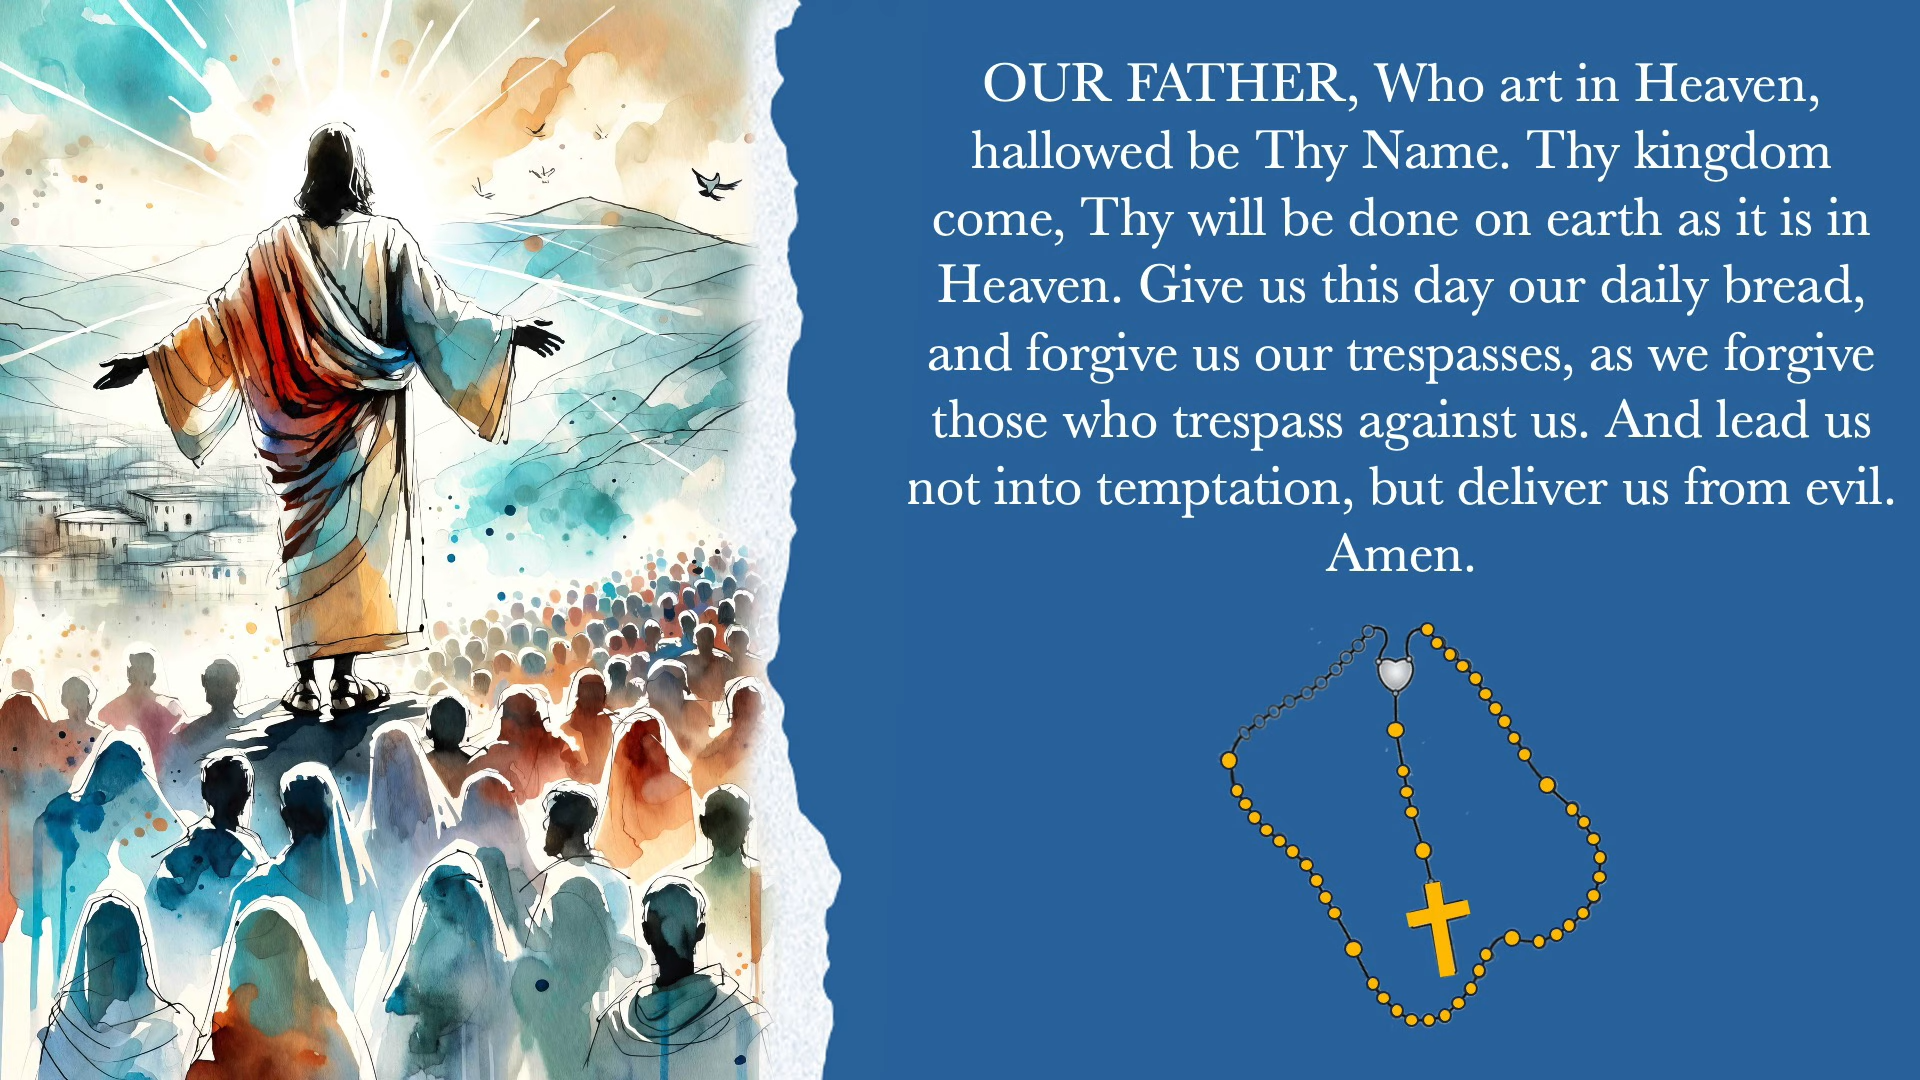 OUR FATHER, Who art in Heaven,
hallowed be Thy Name. Thy kingdom
come, Thy will be done on earth as it is in
Heaven. Give us this day our daily bread,
and forgive us our trespasses, as we forgive
those who trespass against us. And lead us
not into temptation, but deliver us from evil.
Amen.